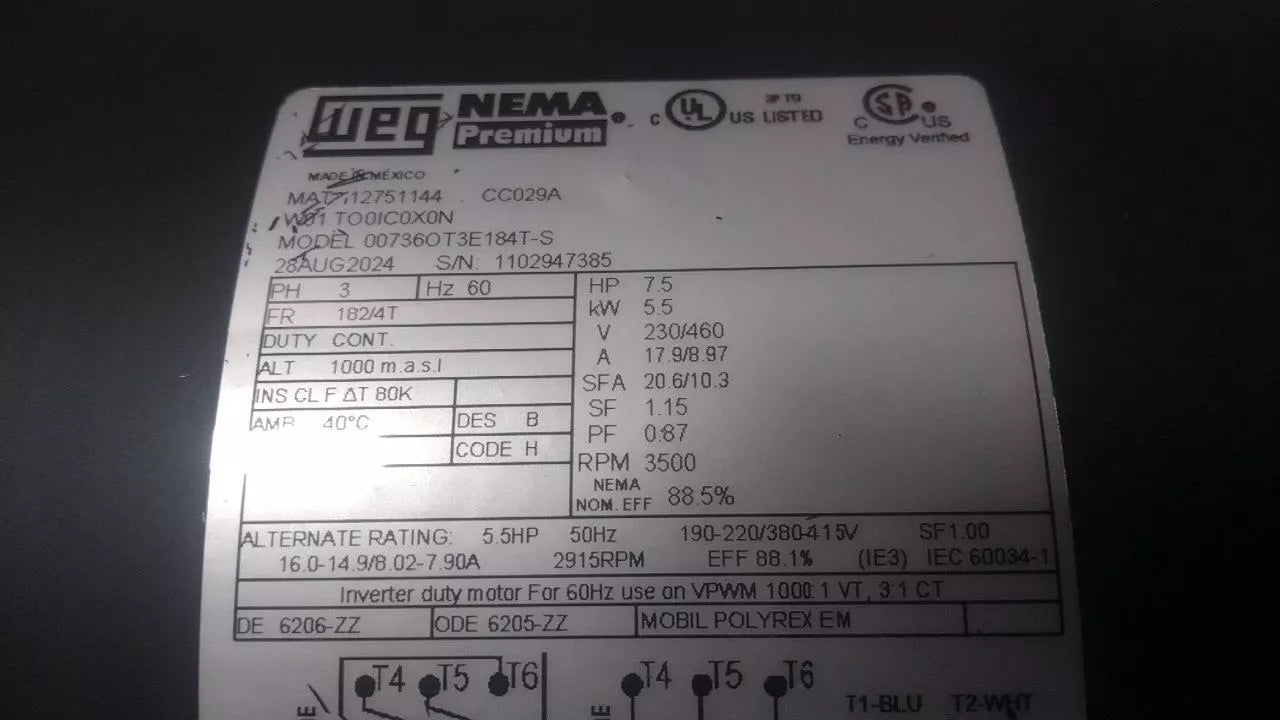 WEG NEMA Premium® C UL US LISTED C SP® US
Energy Verified
MADE IN MÉXICO
MAT: 12751144 CC029A
W01 TO0IC0X0N
MODEL 00736OT3E184T-S
28AUG2024 S/N: 1102947385
PH 3 Hz 60
FR 182/4T
DUTY CONT.
ALT 1000 m.a.s.l
INS CL F ΔT 80K
AMB 40°C DES B
CODE H
HP 7.5
kW 5.5
V 230/460
A 17.9/8.97
SFA 20.6/10.3
SF 1.15
PF 0.87
RPM 3500
NEMA
NOM. EFF 88.5%
ALTERNATE RATING: 5.5HP 50Hz 190-220/380-415V SF1.00
16.0-14.9/8.02-7.90A 2915RPM EFF 88.1% (IE3) IEC 60034-1
Inverter duty motor For 60Hz use on VPWM 1000:1 VT, 3:1 CT
DE 6206-ZZ ODE 6205-ZZ MOBIL POLYREX EM
T4 T5 T6 T4 T5 T6
T1-BLU T2-WHT